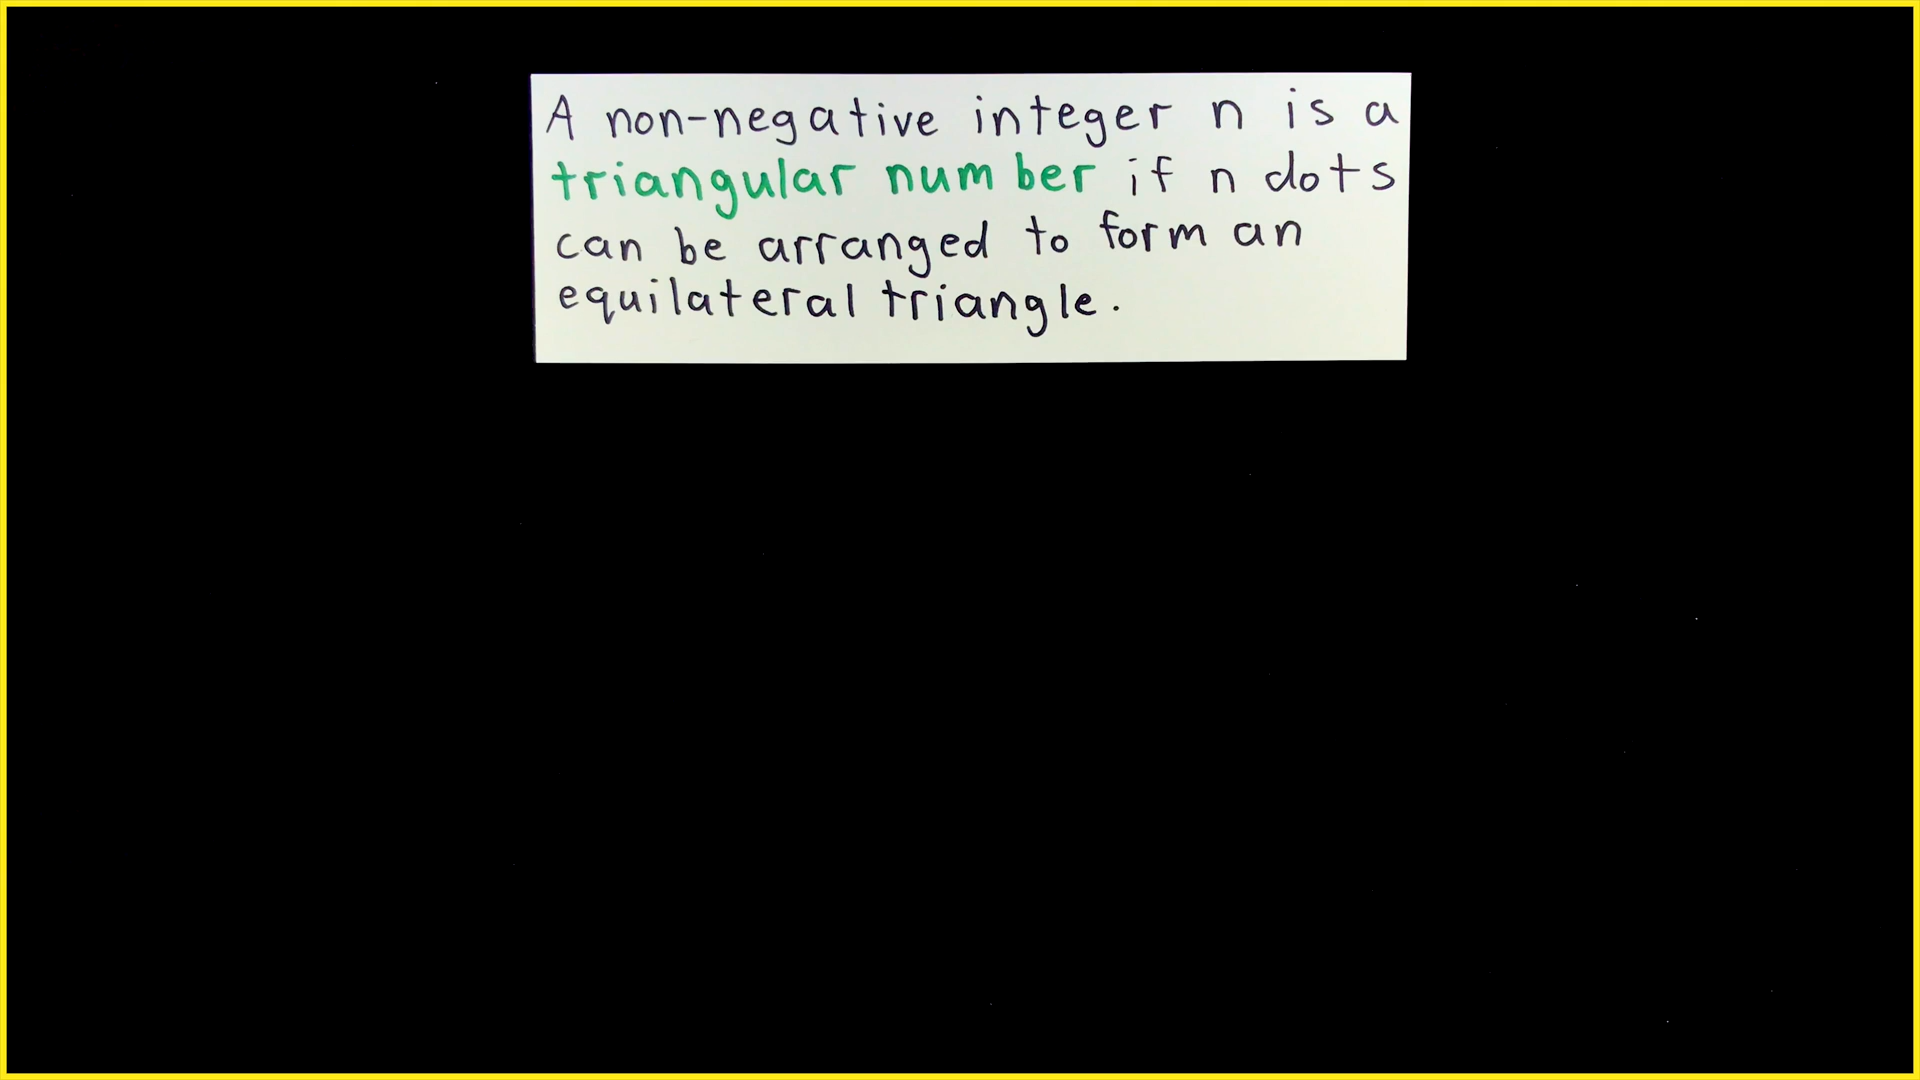 A non-negative integer n is a
triangular number if n dots
can be arranged to form an
equilateral triangle.